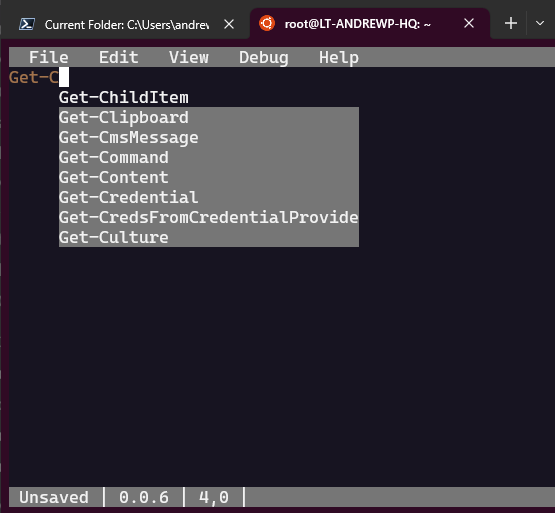 Current Folder: C:\Users\andrew
root@LT-ANDREWP-HQ: ~
File Edit View Debug Help
Get-C
Get-ChildItem
Get-Clipboard
Get-CmsMessage
Get-Command
Get-Content
Get-Credential
Get-CredsFromCredentialProvide
Get-Culture
Unsaved | 0.0.6 | 4,0 |